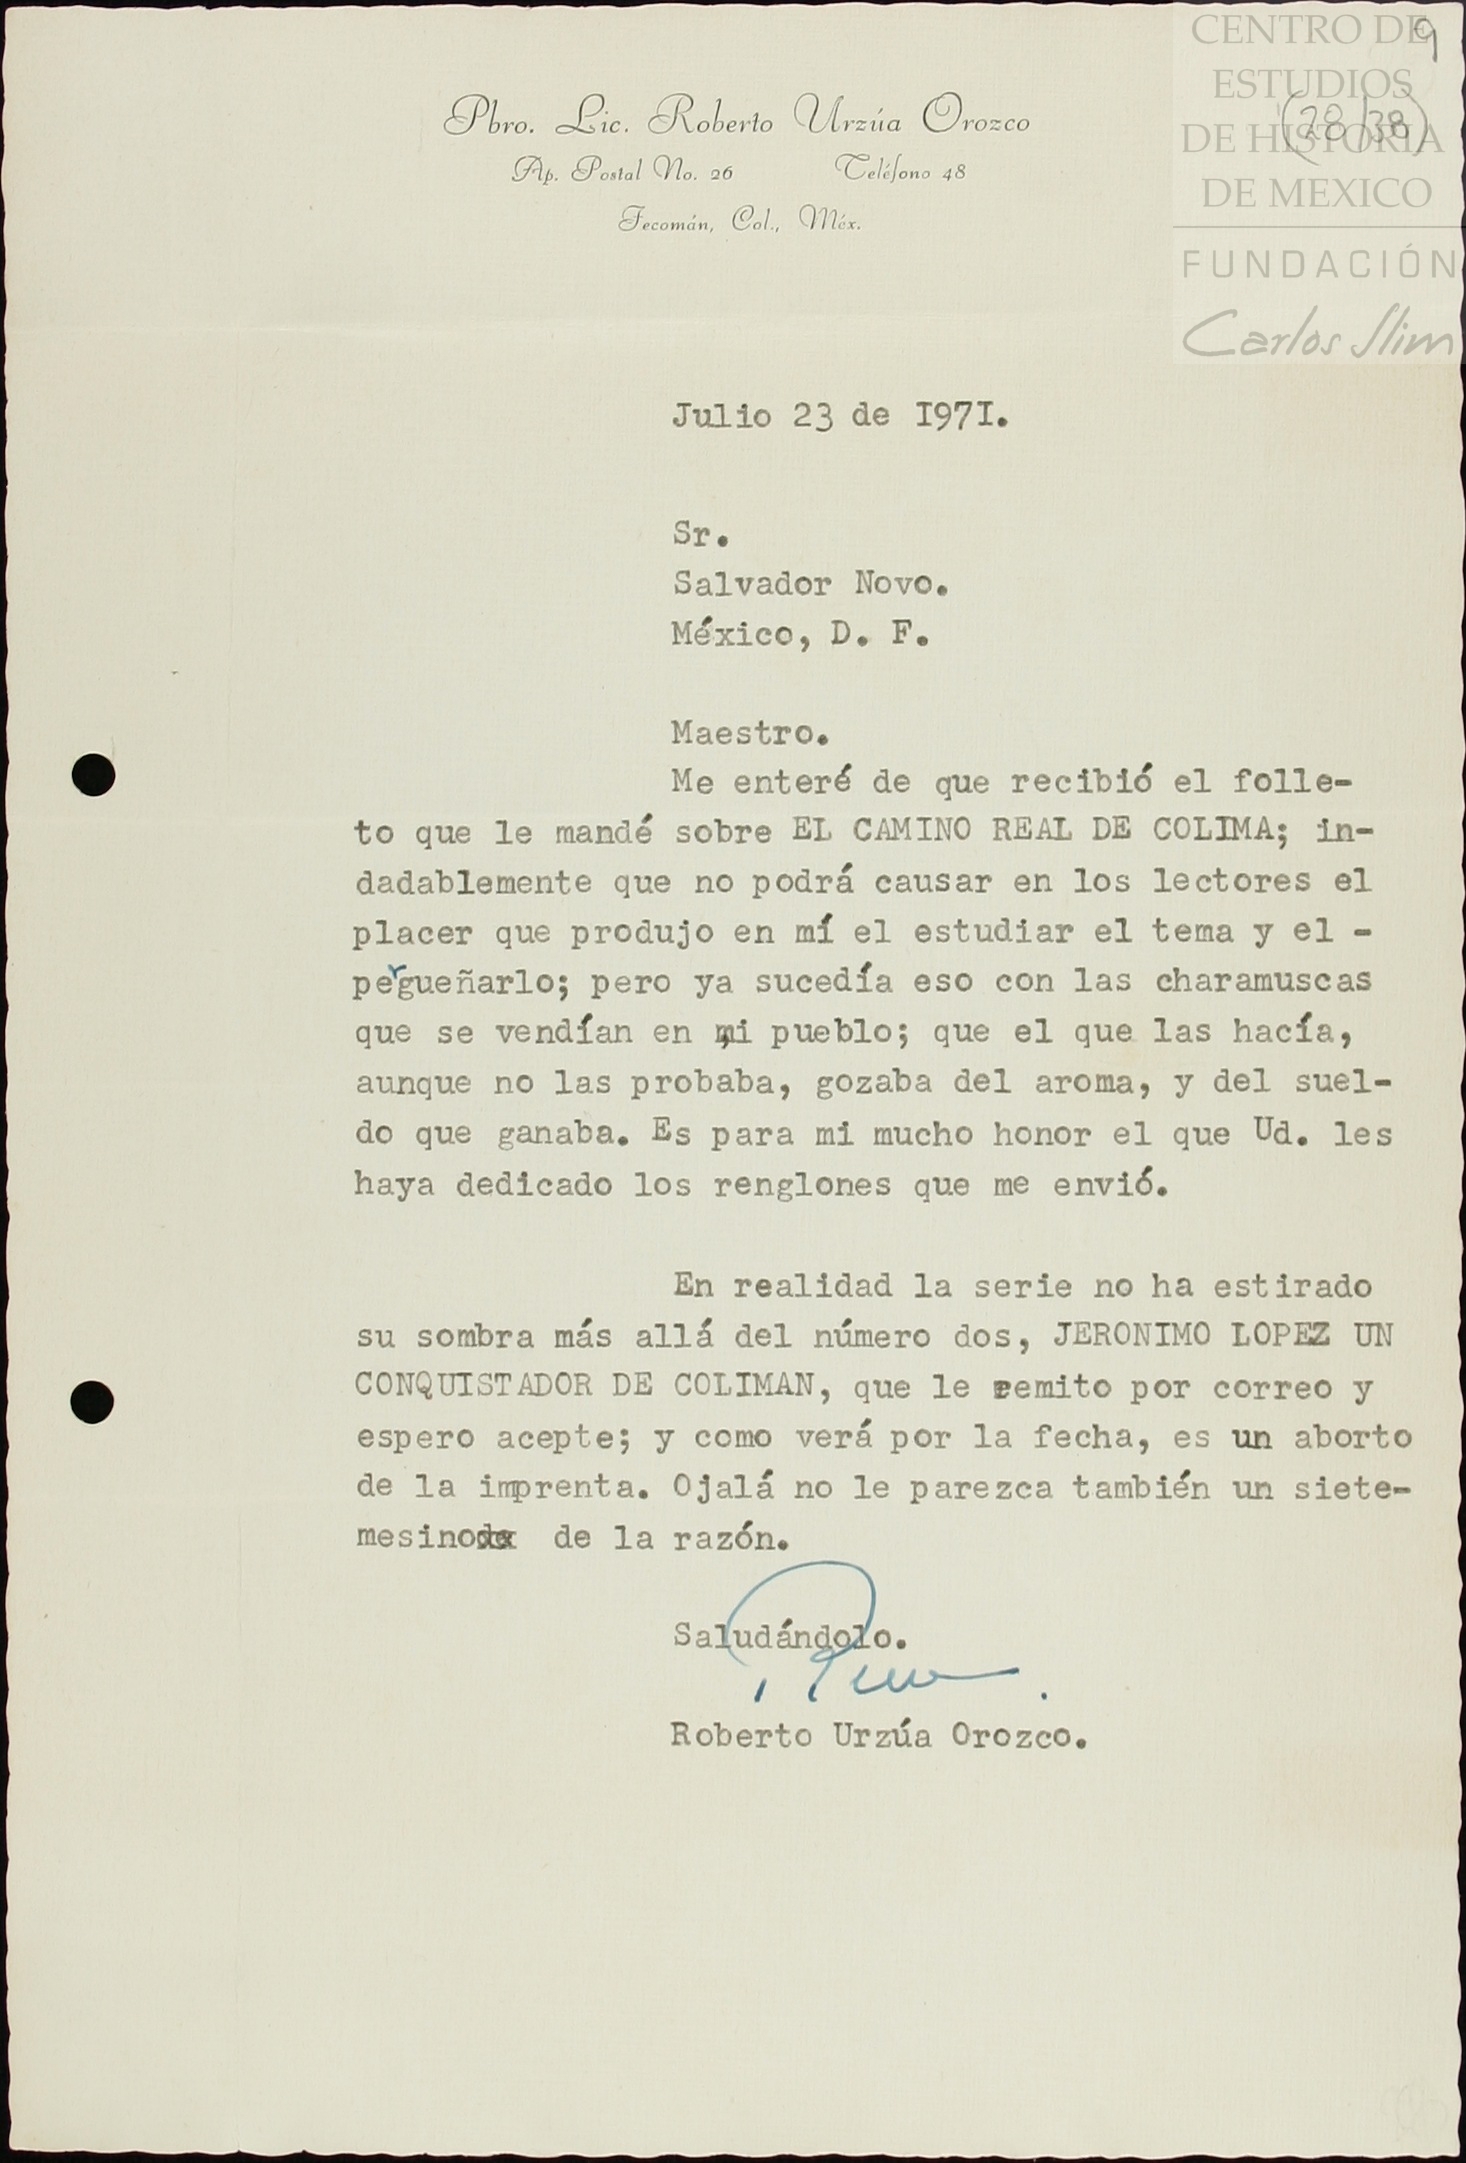 CENTRO DE
ESTUDIOS
DE HISTORIA
DE MEXICO
FUNDACIÓN
Carlos Slim
9
(28/38)
Pbro. Lic. Roberto Urzúa Orozco
Ap. Postal No. 26 Teléfono 48
Tecomán, Col., Méx.
Julio 23 de I97I.
Sr.
Salvador Novo.
México, D. F.
Maestro.
Me enteré de que recibió el folle-
to que le mandé sobre EL CAMINO REAL DE COLIMA; in-
dadablemente que no podrá causar en los lectores el
placer que produjo en mí el estudiar el tema y el -
pergueñarlo; pero ya sucedía eso con las charamuscas
que se vendían en mi pueblo; que el que las hacía,
aunque no las probaba, gozaba del aroma, y del suel-
do que ganaba. Es para mi mucho honor el que Ud. les
haya dedicado los renglones que me envió.
En realidad la serie no ha estirado
su sombra más allá del número dos, JERONIMO LOPEZ UN
CONQUISTADOR DE COLIMAN, que le remito por correo y
espero acepte; y como verá por la fecha, es un aborto
de la imprenta. Ojalá no le parezca también un siete-
mesino de la razón.
Saludándolo.
Roberto Urzúa Orozco.